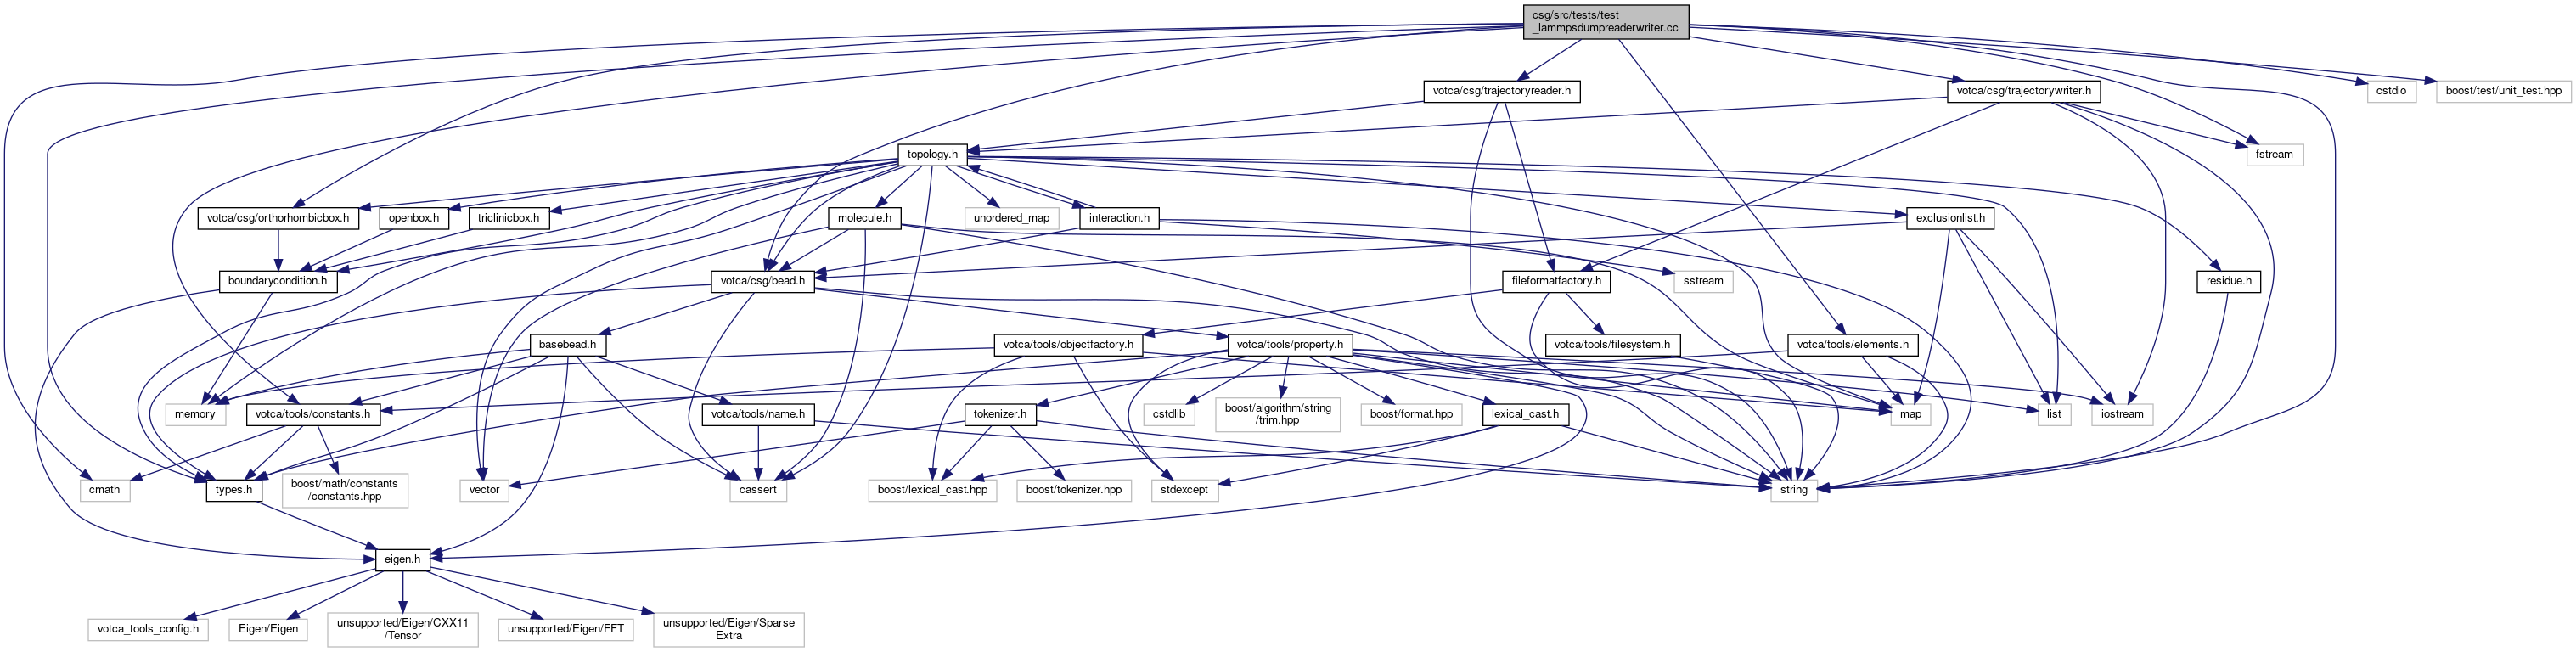 csg/src/tests/test
_lammpsdumpreaderwriter.cc
votca/csg/trajectoryreader.h
votca/csg/trajectorywriter.h
cstdio
boost/test/unit_test.hpp
topology.h
fstream
votca/csg/orthorhombicbox.h
openbox.h
triclinicbox.h
molecule.h
unordered_map
interaction.h
exclusionlist.h
boundarycondition.h
votca/csg/bead.h
fileformatfactory.h
sstream
residue.h
basebead.h
votca/tools/objectfactory.h
votca/tools/property.h
votca/tools/filesystem.h
votca/tools/elements.h
memory
votca/tools/constants.h
votca/tools/name.h
tokenizer.h
cstdlib
boost/algorithm/string
/trim.hpp
boost/format.hpp
lexical_cast.h
map
list
iostream
cmath
types.h
boost/math/constants
/constants.hpp
vector
cassert
boost/lexical_cast.hpp
boost/tokenizer.hpp
stdexcept
string
eigen.h
votca_tools_config.h
Eigen/Eigen
unsupported/Eigen/CXX11
/Tensor
unsupported/Eigen/FFT
unsupported/Eigen/Sparse
Extra